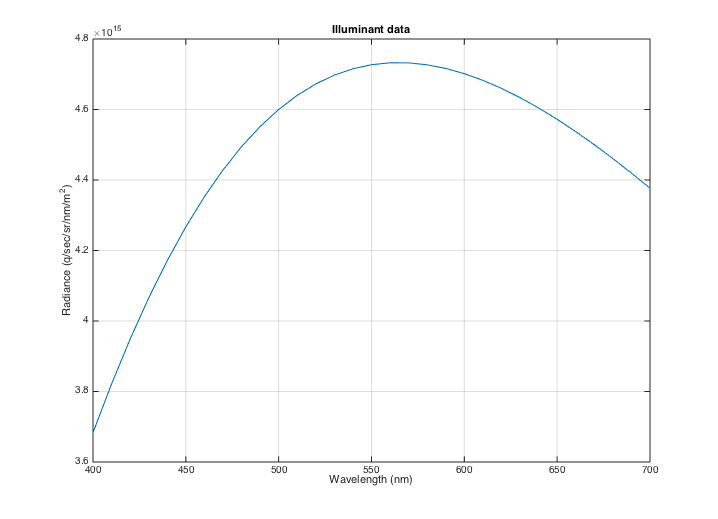 Illuminant data
×10^15
4.8
4.6
4.4
4.2
4
3.8
3.6
Radiance (q/sec/sr/nm/m^2)
400 450 500 550 600 650 700
Wavelength (nm)